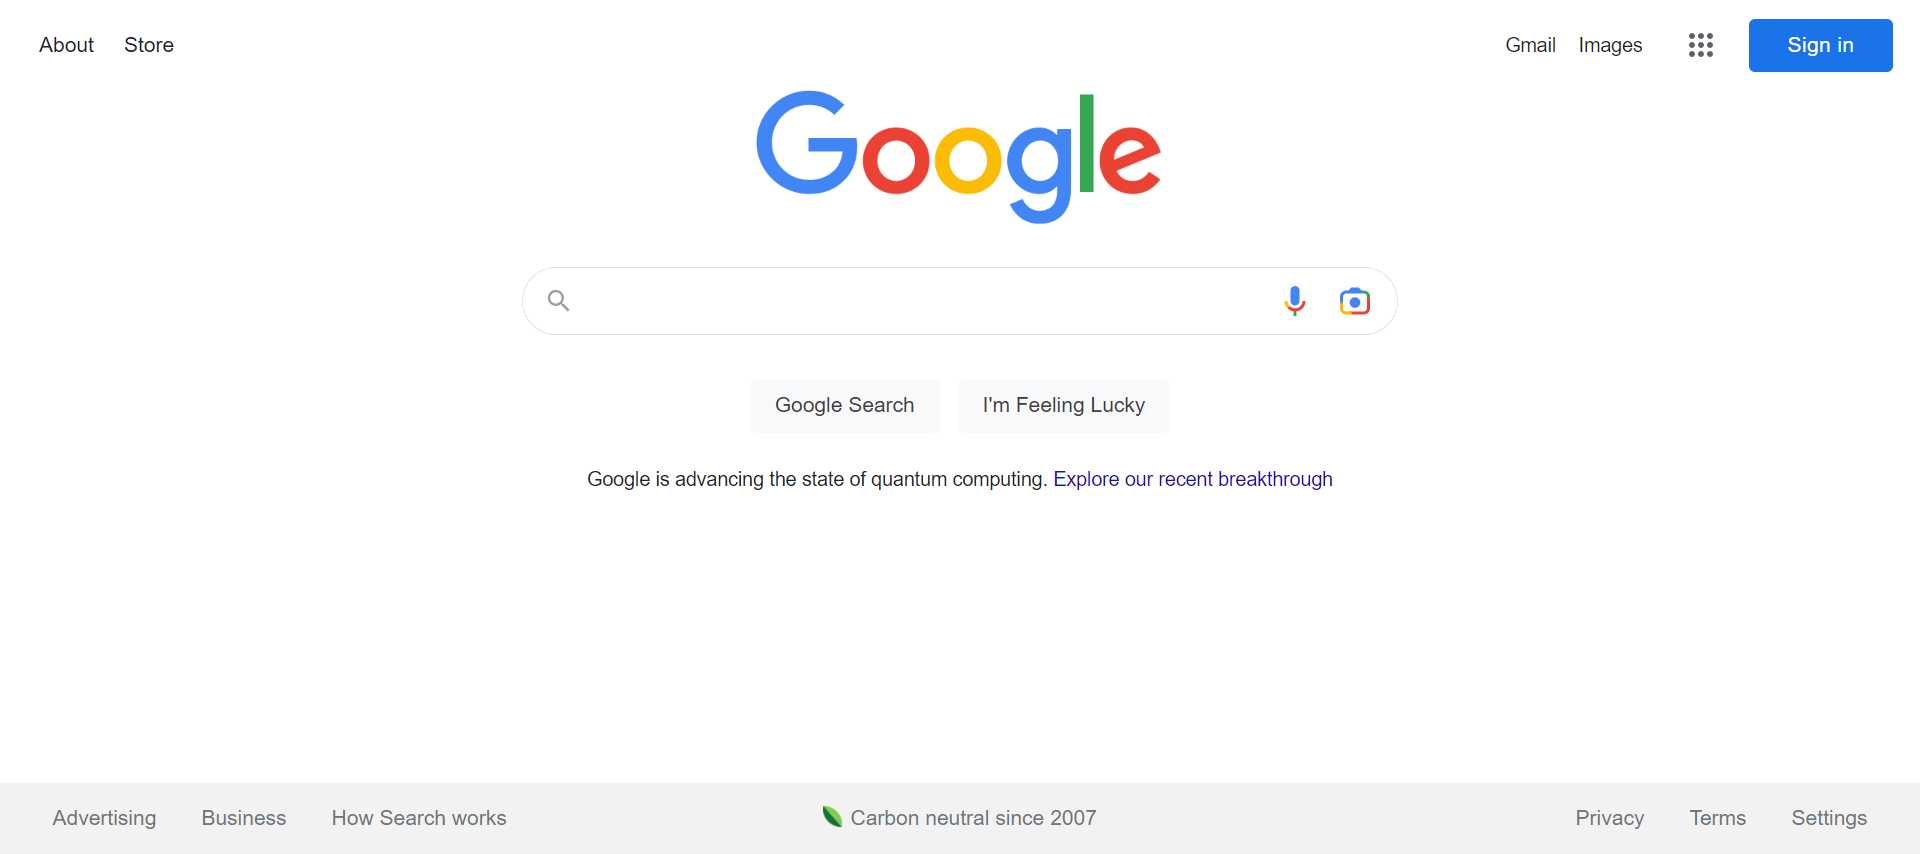 About Store Gmail Images Sign in
Google
Google Search I'm Feeling Lucky
Google is advancing the state of quantum computing. Explore our recent breakthrough
Advertising Business How Search works Carbon neutral since 2007 Privacy Terms Settings